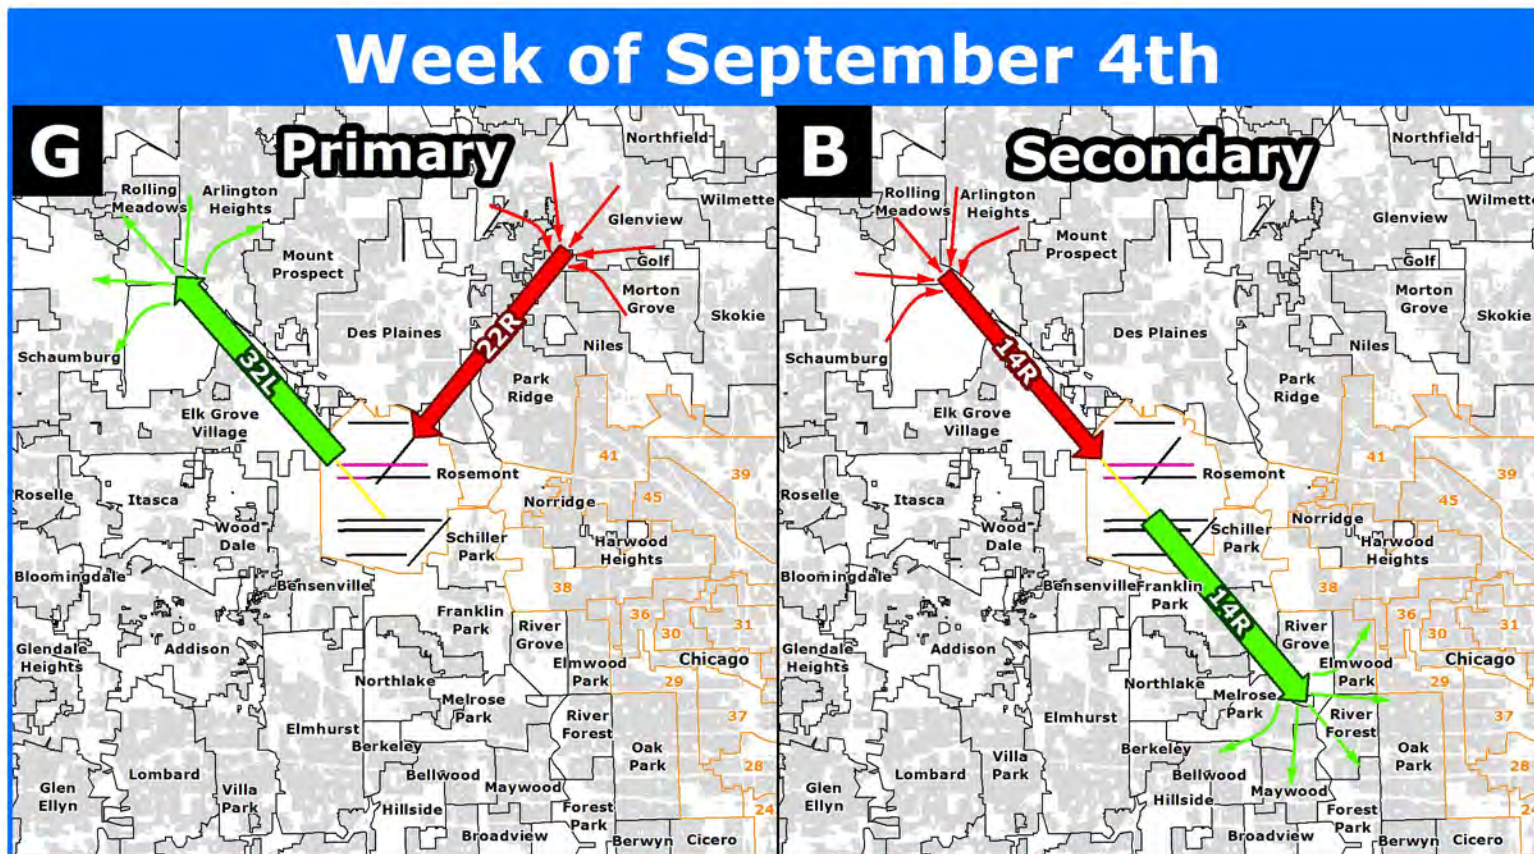 Week of September 4th
G
Primary
Northfield
Rolling
Meadows
Arlington
Heights
Wilmette
Glenview
Mount
Prospect
Golf
Morton
Grove
Skokie
Des Plaines
22R
Niles
Schaumburg
32L
Park
Ridge
Elk Grove
Village
41
39
Rosemont
Roselle
Itasca
Norridge
45
Wood
Dale
Schiller
Park
Harwood
Heights
Bloomingdale
Bensenville
38
Franklin
Park
36
31
River
Grove
30
Glendale
Heights
Addison
Elmwood
Park
Chicago
29
Northlake
Melrose
Park
Elmhurst
River
Forest
37
Berkeley
Oak
Park
28
Lombard
Bellwood
Glen
Ellyn
Villa
Park
Maywood
Hillside
Forest
Park
24
Broadview
Berwyn
Cicero
B
Secondary
Northfield
Rolling
Meadows
Arlington
Heights
Wilmette
Glenview
Mount
Prospect
Golf
Morton
Grove
Skokie
Des Plaines
Niles
Schaumburg
14R
Park
Ridge
Elk Grove
Village
41
39
Rosemont
Roselle
Itasca
45
Norridge
Wood
Dale
Schiller
Park
Harwood
Heights
Bloomingdale
Bensenville
Franklin
Park
38
14R
36
31
River
Grove
30
Glendale
Heights
Addison
Elmwood
Park
Chicago
29
Northlake
Melrose
Park
Elmhurst
River
Forest
37
Berkeley
Oak
Park
Villa
Park
28
Lombard
Bellwood
Glen
Ellyn
Maywood
Hillside
Forest
Park
24
Broadview
Berwyn
Cicero